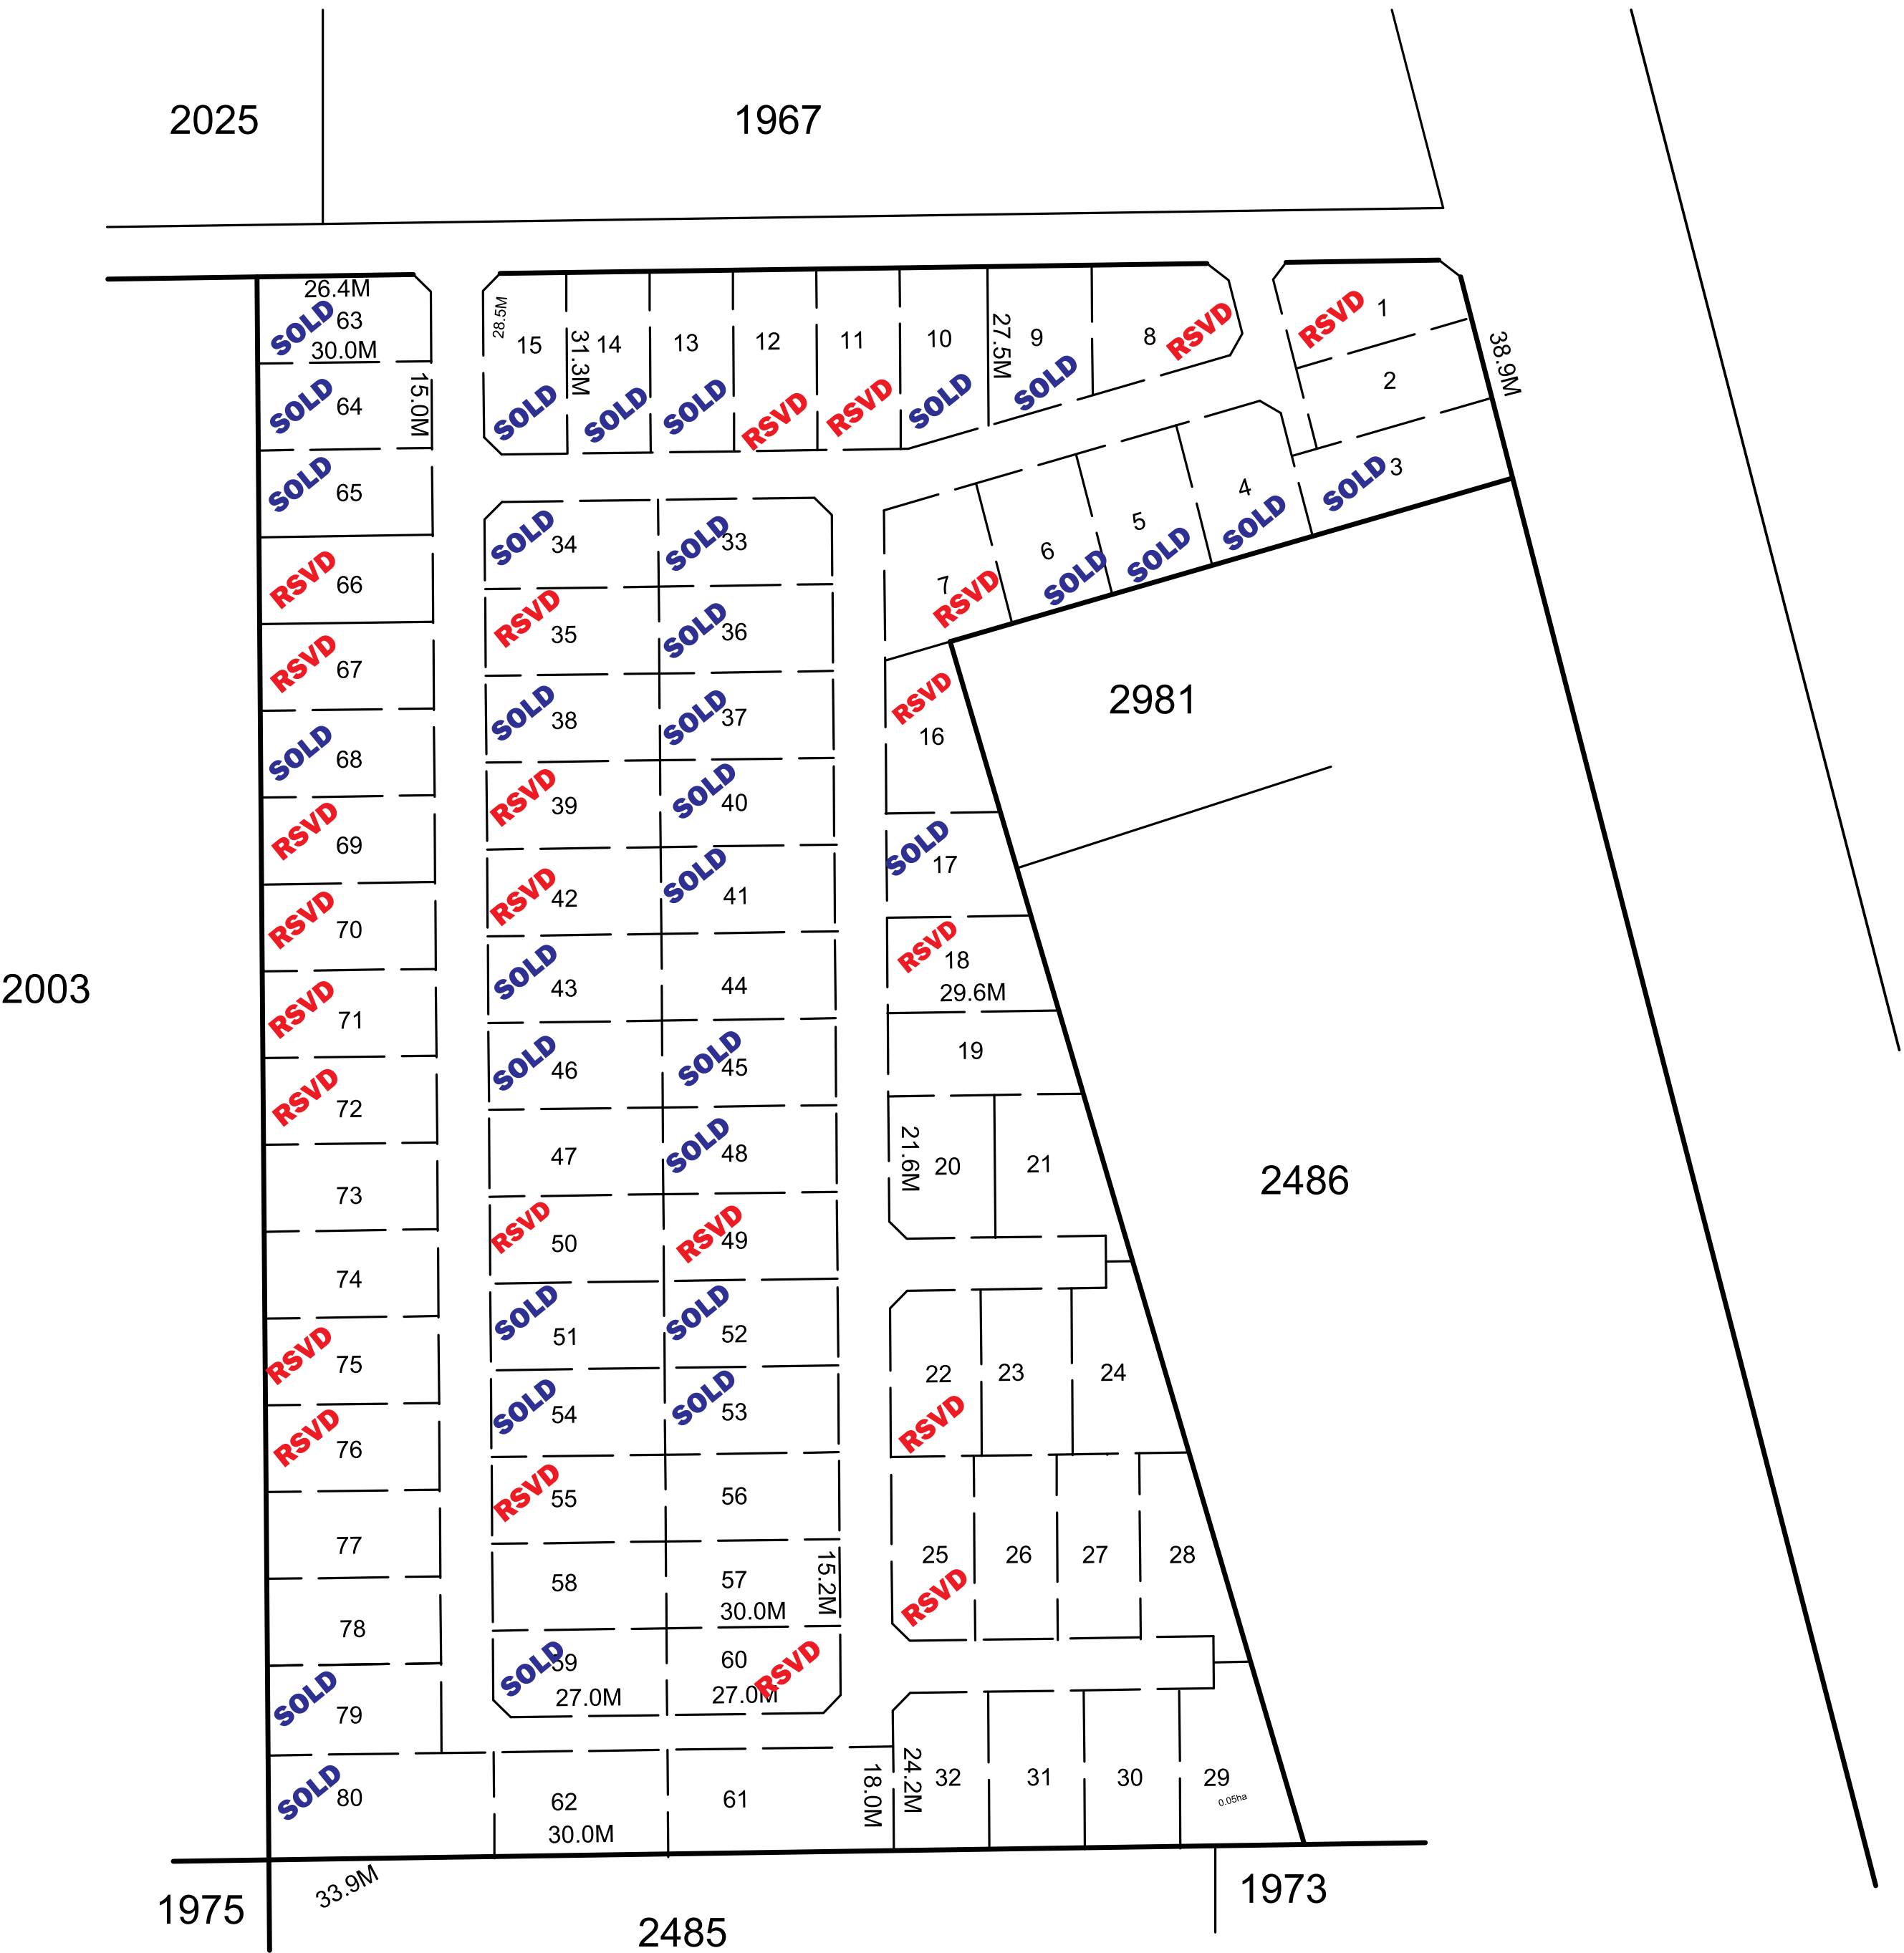 2025
1967
26.4M
SOLD 63
30.0M
SOLD 64
15.0M
SOLD 65
RSVD 66
RSVD 67
SOLD 68
RSVD 69
RSVD 70
RSVD 71
RSVD 72
73
74
RSVD 75
RSVD 76
77
78
SOLD 79
SOLD 80
28.5M
15 SOLD
31.3M
14 SOLD
13 SOLD
12 RSVD
11 RSVD
10 SOLD
27.5M
9 SOLD
8 RSVD
RSVD 1
2
38.9M
SOLD 3
4 SOLD
5 SOLD
6 SOLD
7 RSVD
SOLD 34
SOLD 33
RSVD 35
SOLD 36
SOLD 38
SOLD 37
RSVD 39
SOLD 40
RSVD 42
SOLD 41
SOLD 43
44
SOLD 46
SOLD 45
47
SOLD 48
RSVD 50
RSVD 49
SOLD 51
SOLD 52
SOLD 54
SOLD 53
RSVD 55
56
58
57
30.0M
15.2M
SOLD 59
27.0M
60 RSVD
27.0M
62
30.0M
61
18.0M
RSVD
16
SOLD 17
RSVD 18
29.6M
19
21.6M
20
21
22
RSVD
23
24
25
RSVD
26
27
28
24.2M
32
31
30
29
0.05ha
2981
2486
2003
1975
33.9M
2485
1973